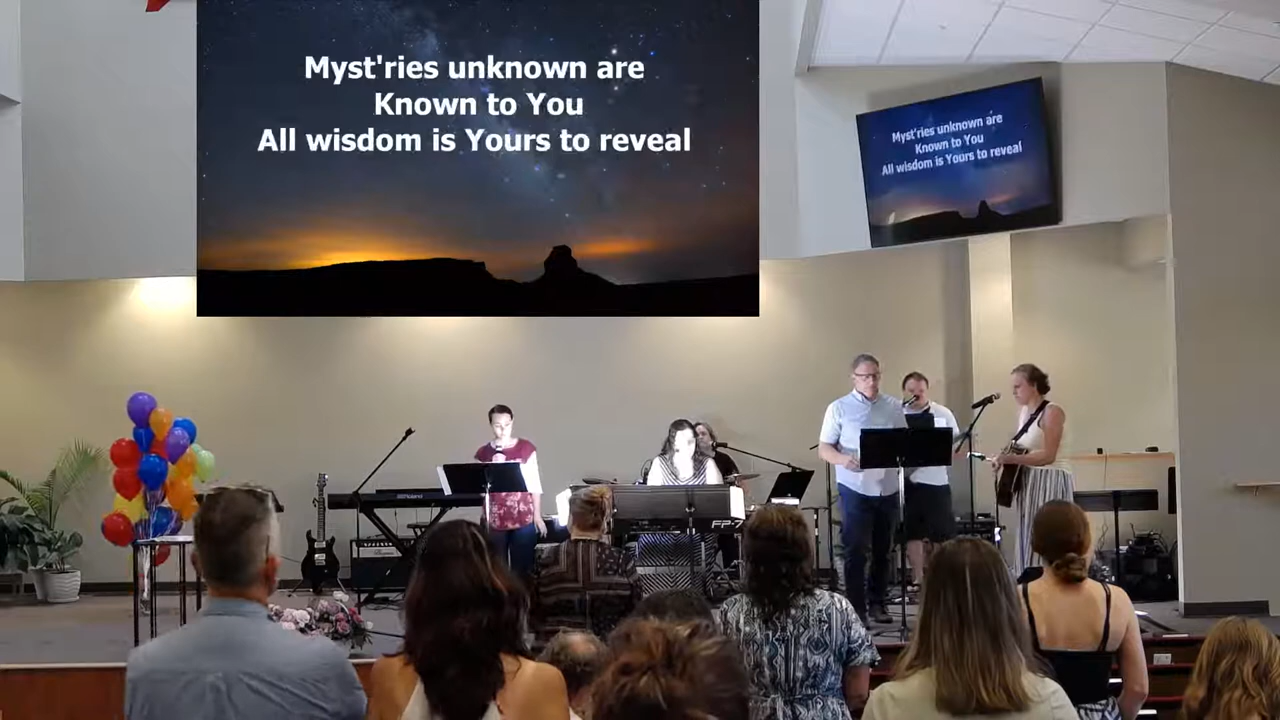 Myst'ries unknown are
Known to You
All wisdom is Yours to reveal
Myst'ries unknown are
Known to You
All wisdom is Yours to reveal
Roland
FP-7